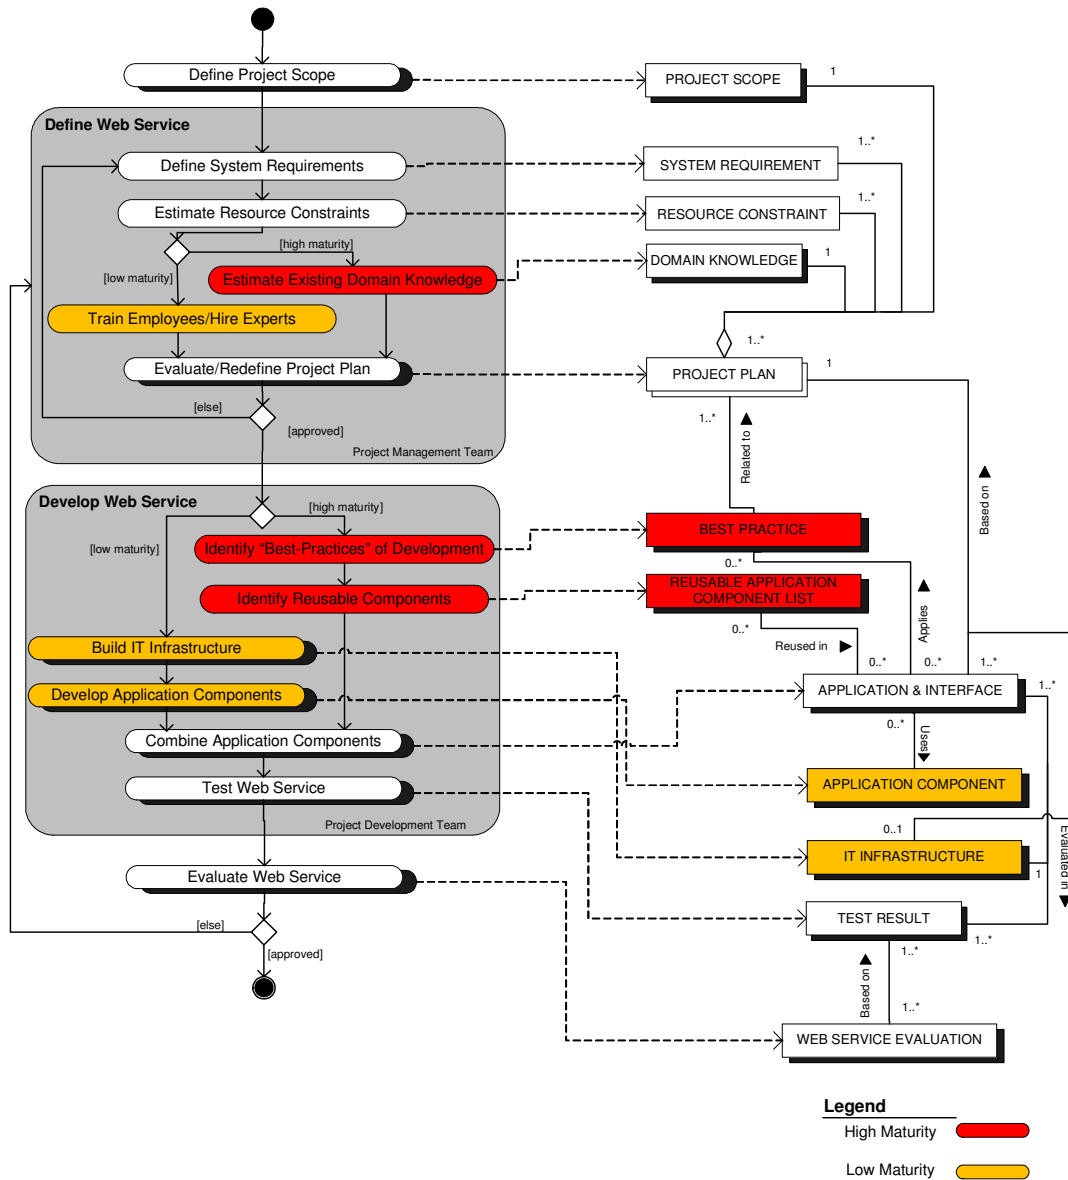 Define Project Scope
PROJECT SCOPE
1
Define Web Service
1..*
Define System Requirements
SYSTEM REQUIREMENT
1..*
Estimate Resource Constraints
RESOURCE CONSTRAINT
[high maturity]
1
DOMAIN KNOWLEDGE
[low maturity]
Estimate Existing Domain Knowledge
Train Employees/Hire Experts
1..*
Evaluate/Redefine Project Plan
PROJECT PLAN
1
[else]
[approved]
1..*
Related to
Project Management Team
Based on
Develop Web Service
[high maturity]
BEST PRACTICE
[low maturity]
Identify “Best-Practices” of Development
0..*
REUSABLE APPLICATION
COMPONENT LIST
Identify Reusable Components
Applies
0..*
Reused in
Build IT Infrastructure
0..*
0..*
1..*
Develop Application Components
APPLICATION & INTERFACE
1..*
0..*
Uses
Combine Application Components
Test Web Service
APPLICATION COMPONENT
Project Development Team
0..1
Evaluated in
IT INFRASTRUCTURE
1
Evaluate Web Service
TEST RESULT
[else]
1..*
1..*
[approved]
Based on
1..*
WEB SERVICE EVALUATION
Legend
High Maturity
Low Maturity